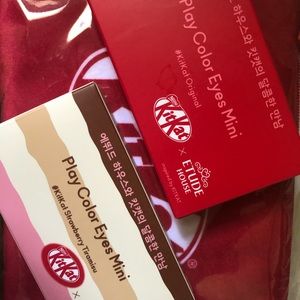 에뛰드 하우스와 킷캣의 달콤한 만남
Play Color Eyes Mini
#KitKat Original
KitKat
×
ETUDE
HOUSE
에뛰드 하우스와 킷캣의 달콤한 만남
Play Color Eyes Mini
#KitKat Strawberry Tiramisu
KitKat
×